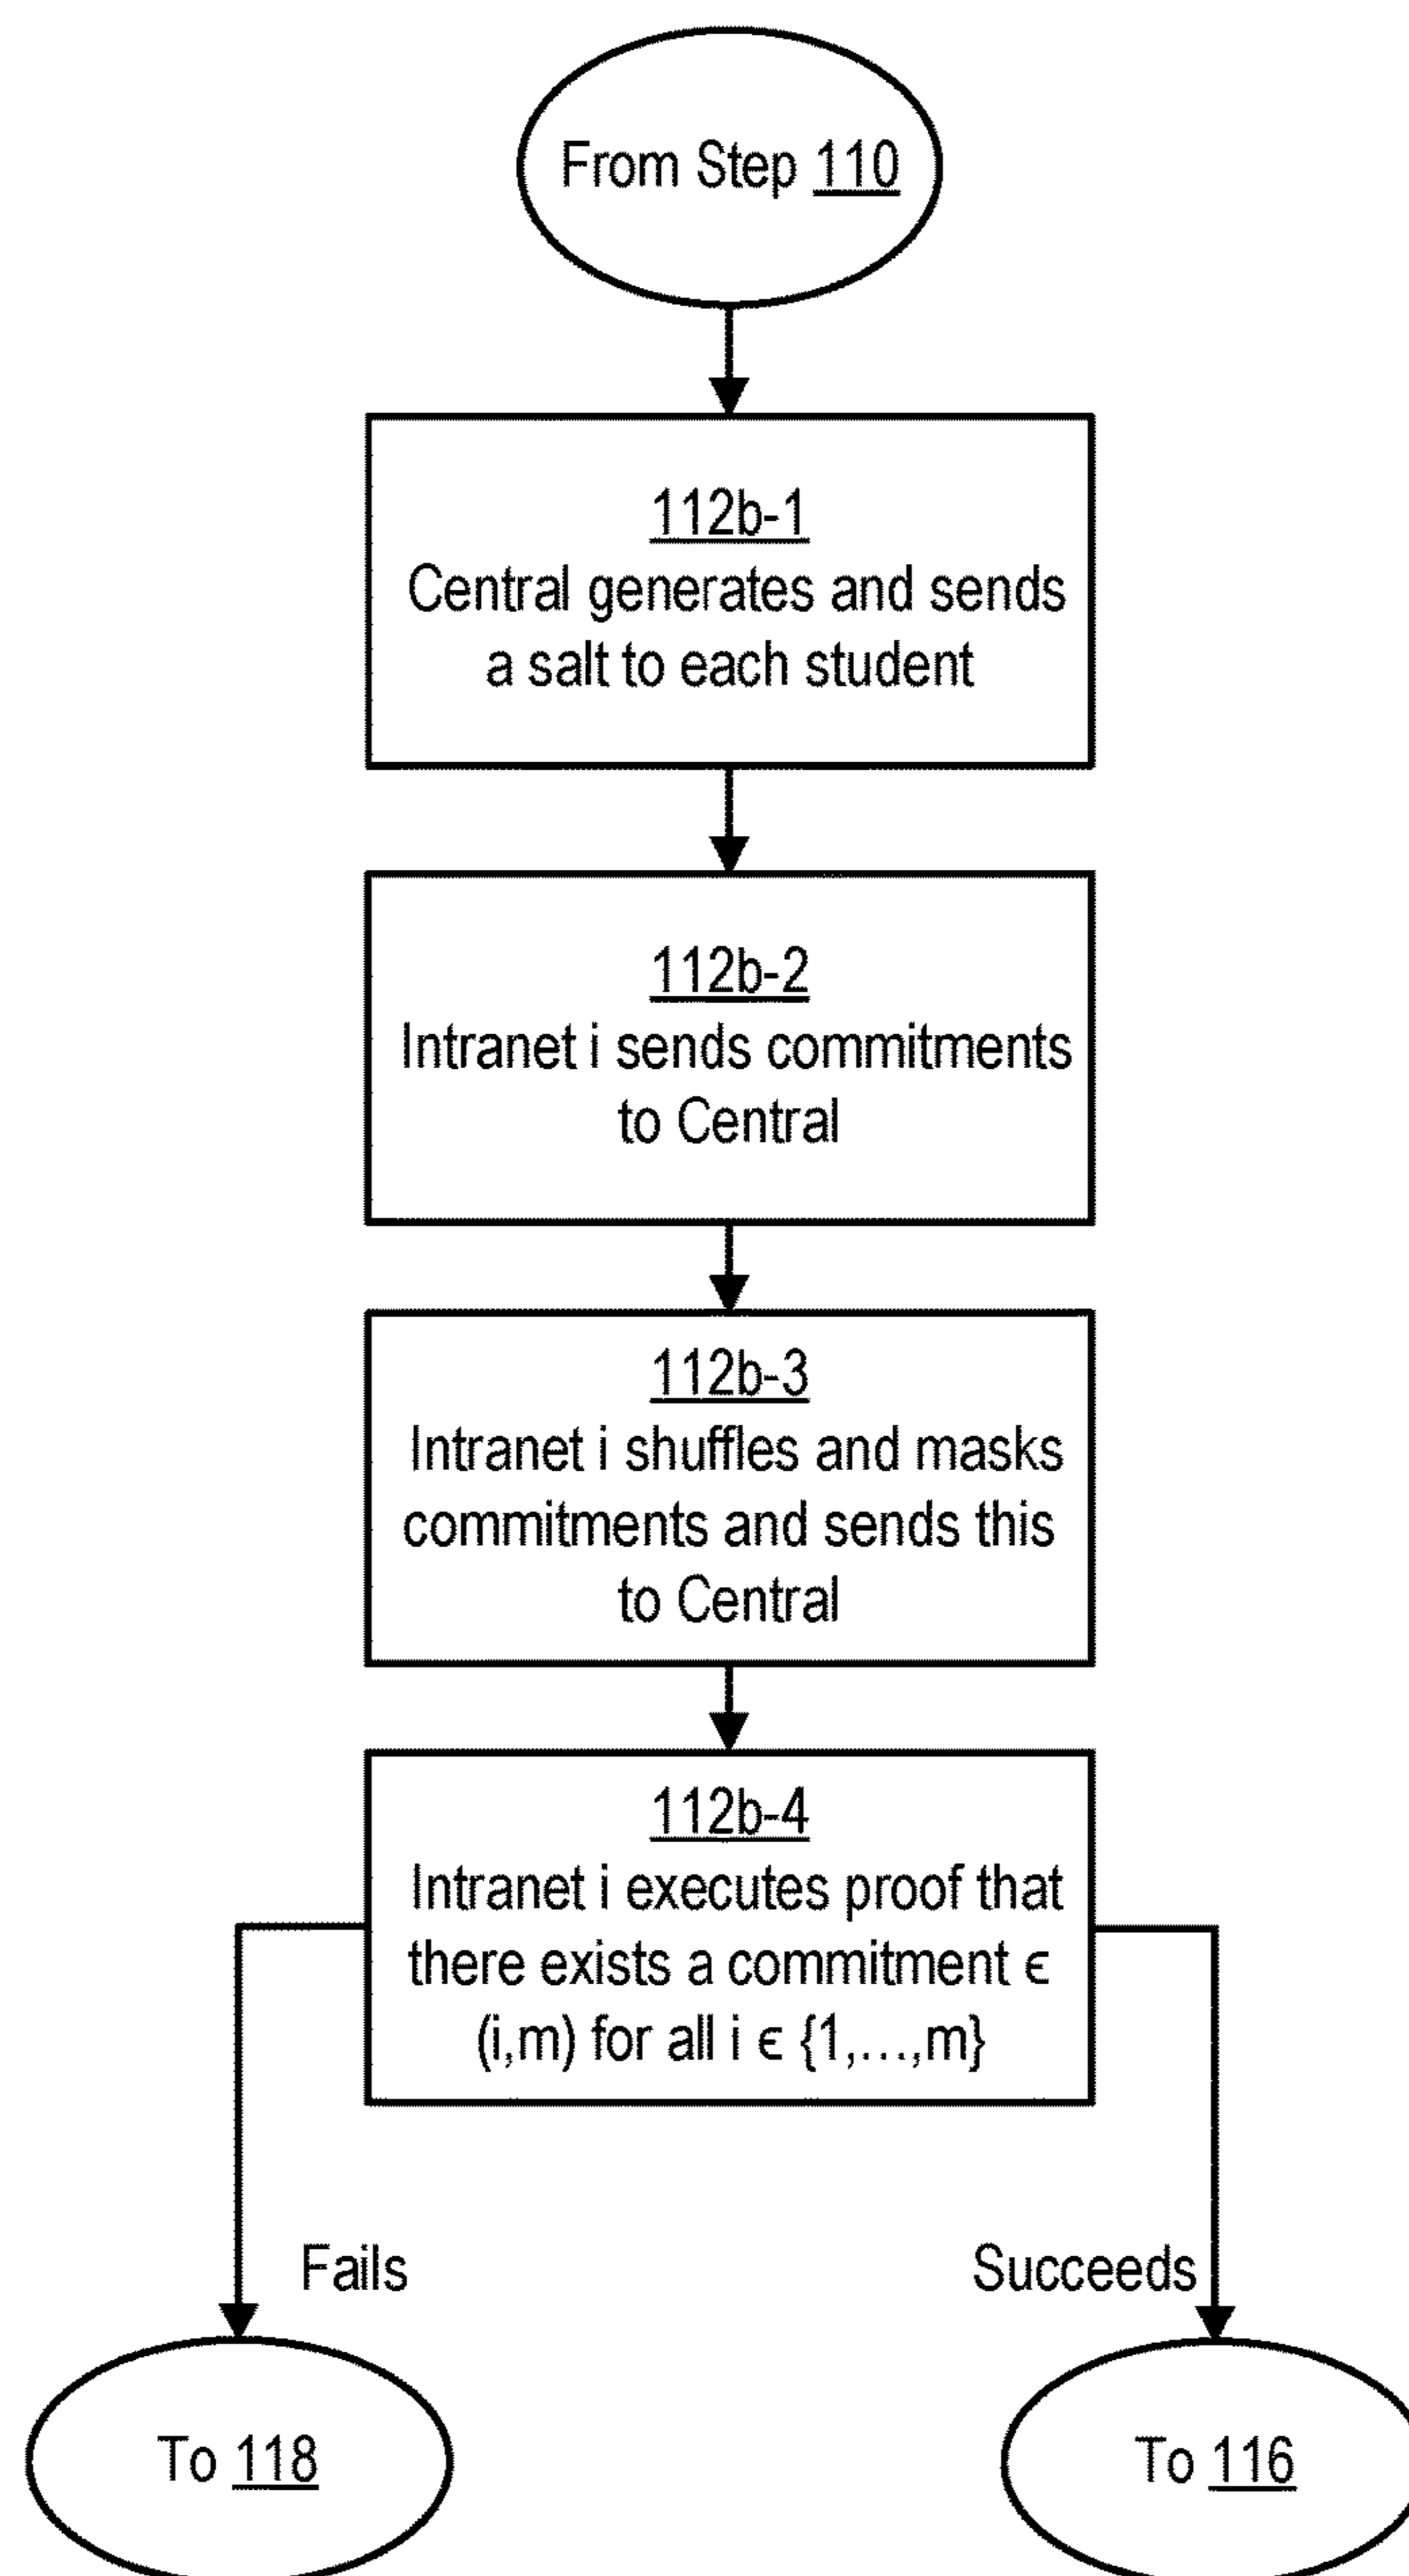 From Step 110
112b-1
Central generates and sends
a salt to each student
112b-2
Intranet i sends commitments
to Central
112b-3
Intranet i shuffles and masks
commitments and sends this
to Central
112b-4
Intranet i executes proof that
there exists a commitment ϵ
(i,m) for all i ϵ {1,…,m}
Fails
Succeeds
To 118
To 116